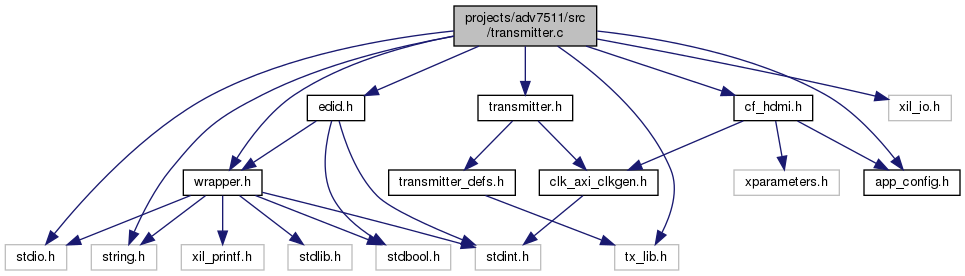 projects/adv7511/src
/transmitter.c
edid.h
transmitter.h
cf_hdmi.h
xil_io.h
wrapper.h
transmitter_defs.h
clk_axi_clkgen.h
xparameters.h
app_config.h
stdio.h
string.h
xil_printf.h
stdlib.h
stdbool.h
stdint.h
tx_lib.h